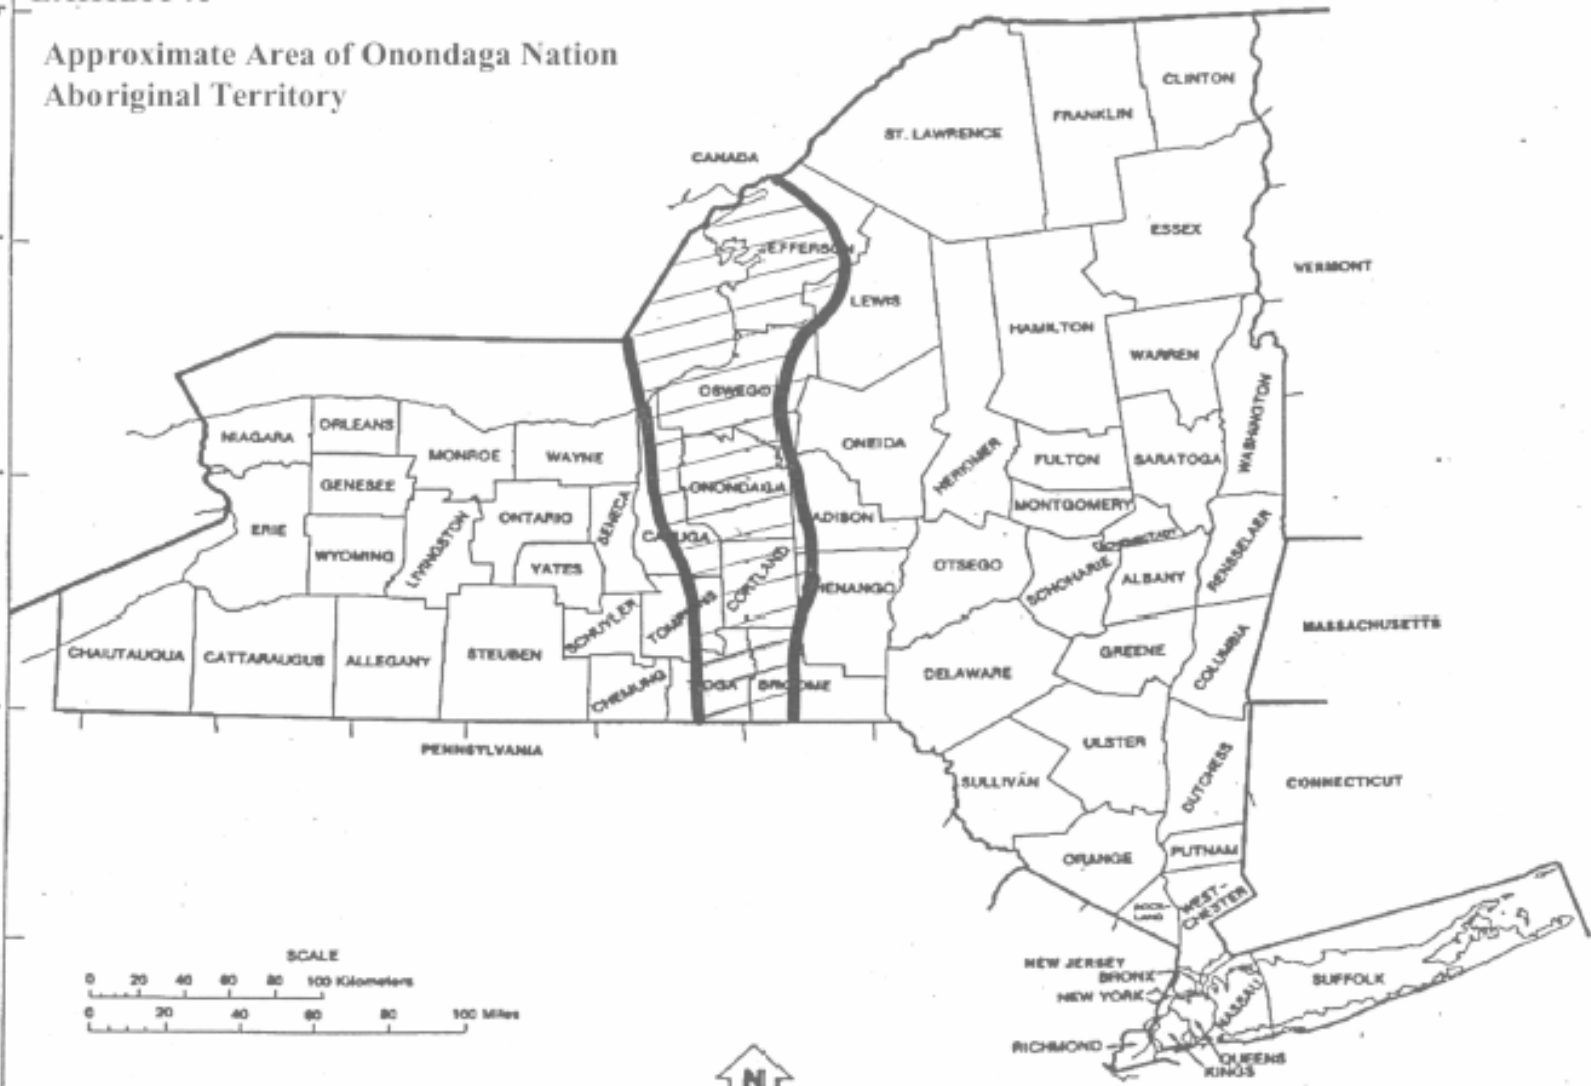 Approximate Area of Onondaga Nation
Aboriginal Territory
CLINTON
FRANKLIN
ST. LAWRENCE
CANADA
ESSEX
JEFFERSON
VERMONT
LEWIS
HAMILTON
WARREN
OSWEGO
WASHINGTON
ORLEANS
NIAGARA
ONEIDA
MONROE
WAYNE
HERKIMER
FULTON
SARATOGA
GENESEE
ONONDAGA
MONTGOMERY
ONTARIO
SENECA
ADISON
ERIE
LIVINGSTON
CAYUGA
RENSSELAER
WYOMING
YATES
CORTLAND
OTSEGO
SCHOHARIE
ALBANY
HENANGO
SCHUYLER
TOMPKINS
MASSACHUSETTS
CHAUTAUQUA
CATTARAUGUS
ALLEGANY
STEUBEN
GREENE
COLUMBIA
DELAWARE
CHEMUNG
TIOGA
BROOME
PENNSYLVANIA
ULSTER
SULLIVAN
DUTCHESS
CONNECTICUT
ORANGE
PUTNAM
ROCK-
LAND
WEST-
CHESTER
SCALE
0 20 40 60 80 100 Kilometers
0 20 40 60 80 100 Miles
NEW JERSEY
BRONX
NEW YORK
NASSAU
SUFFOLK
RICHMOND
QUEENS
KINGS
N